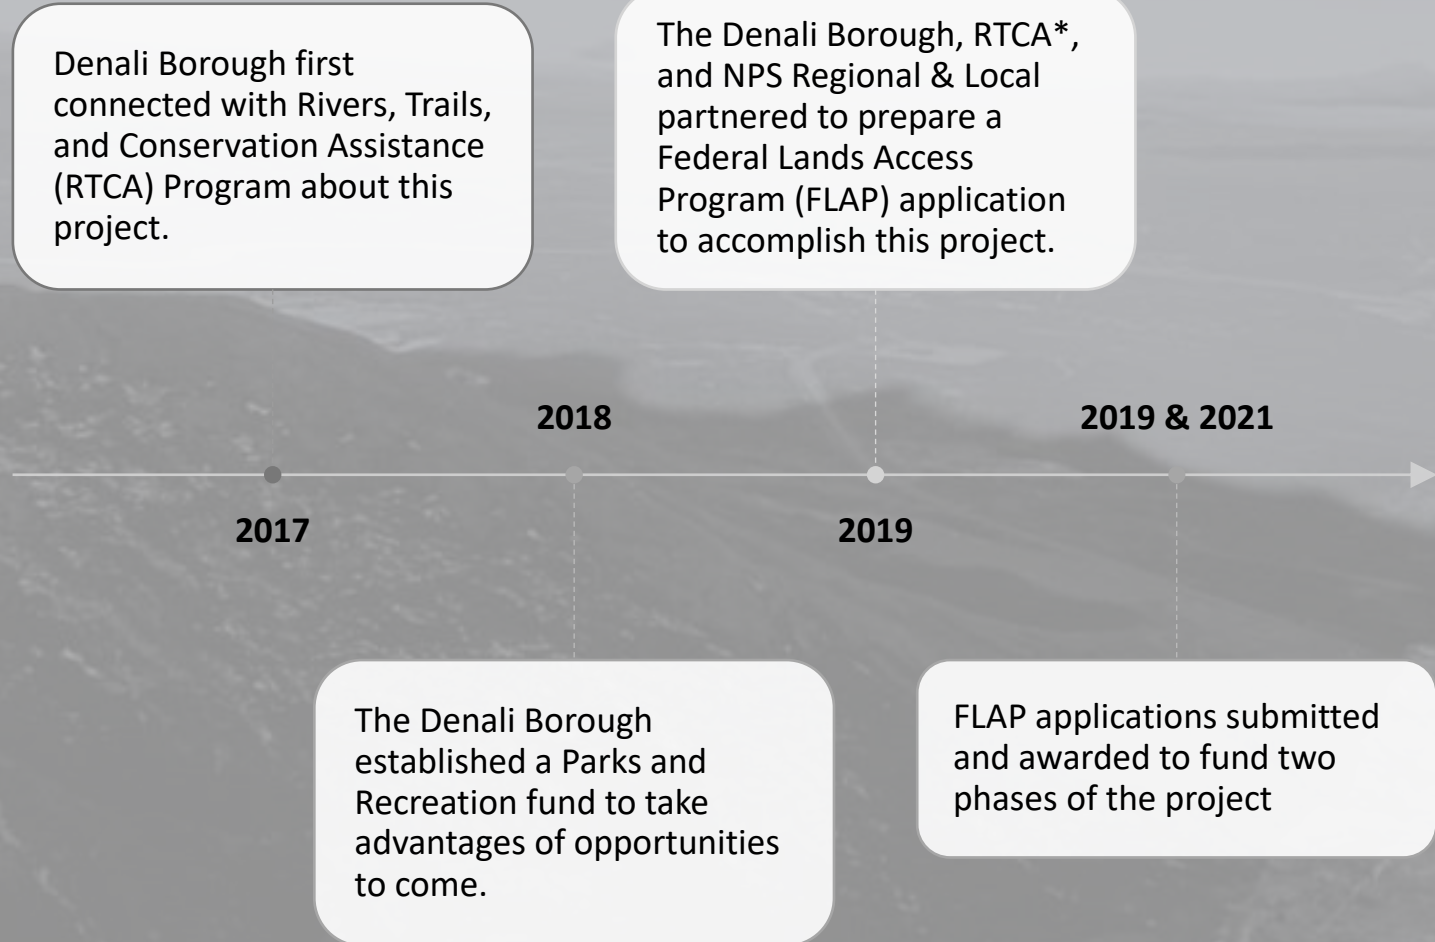 Denali Borough first
connected with Rivers, Trails,
and Conservation Assistance
(RTCA) Program about this
project.
The Denali Borough, RTCA*,
and NPS Regional & Local
partnered to prepare a
Federal Lands Access
Program (FLAP) application
to accomplish this project.
2018
2019 & 2021
2017
2019
The Denali Borough
established a Parks and
Recreation fund to take
advantages of opportunities
to come.
FLAP applications submitted
and awarded to fund two
phases of the project